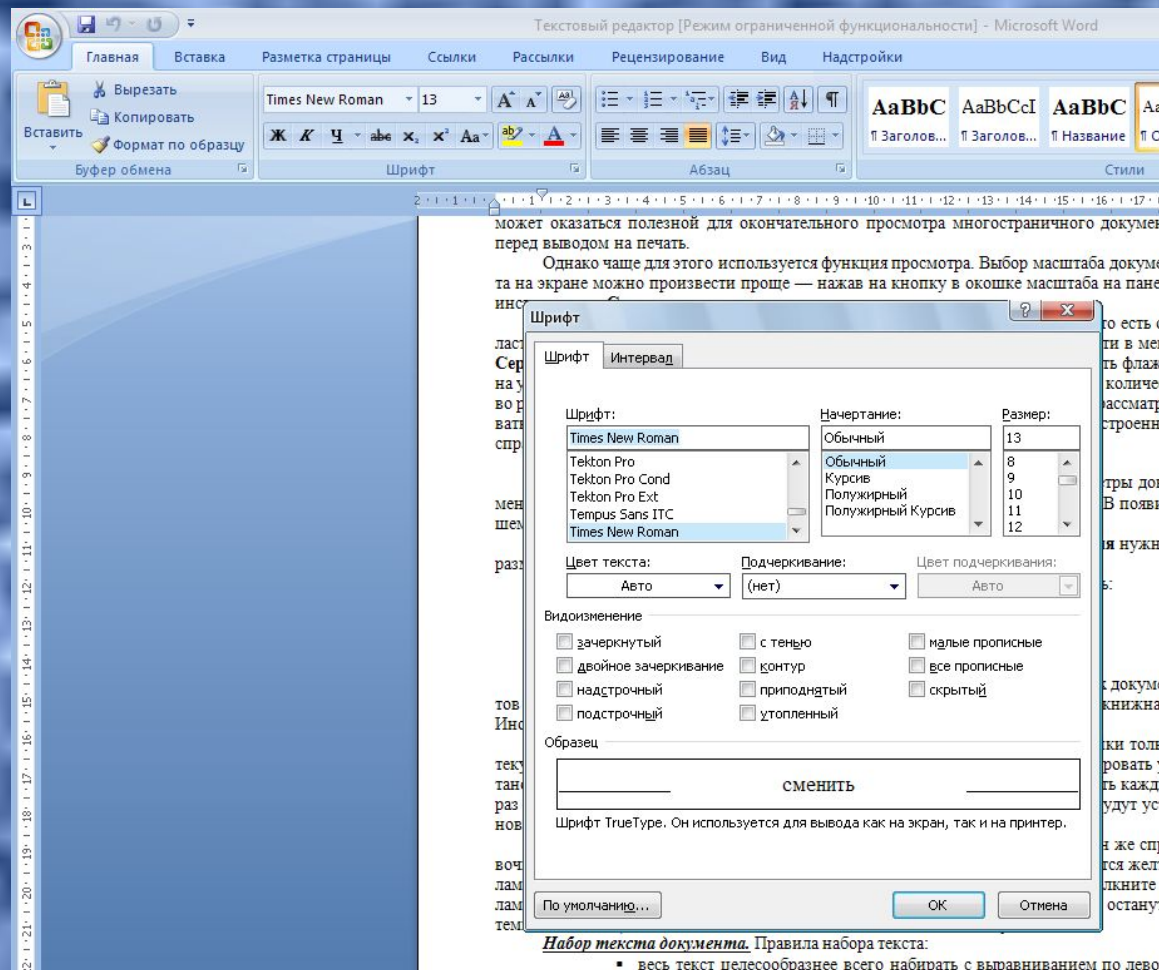 Текстовый редактор [Режим ограниченной функциональности] - Microsoft Word
Главная Вставка Разметка страницы Ссылки Рассылки Рецензирование Вид Надстройки
Вставить
Вырезать
Копировать
Формат по образцу
Буфер обмена
Times New Roman 13
Ж К Ч abc x₂ x² Aa
Шрифт
Абзац
AaBbC AaBbCcI AaBbC
¶ Заголов... ¶ Заголов... ¶ Название
Стили
может оказаться полезной для окончательного просмотра многостраничного
перед выводом на печать.
Однако чаще для этого используется функция просмотра. Выбор масштаба
та на экране можно произвести проще — нажав на кнопку в окошке масштаба на
Шрифт
Шрифт Интервал
Шрифт: Начертание: Размер:
Times New Roman Обычный 13
Tekton Pro Обычный 8
Tekton Pro Cond Курсив 9
Tekton Pro Ext Полужирный 10
Tempus Sans ITC Полужирный Курсив 11
Times New Roman 12
Цвет текста: Подчеркивание: Цвет подчеркивания:
Авто (нет) Авто
Видоизменение
зачеркнутый с тенью малые прописные
двойное зачеркивание контур все прописные
надстрочный приподнятый скрытый
подстрочный утопленный
Образец
сменить
Шрифт TrueType. Он используется для вывода как на экран, так и на принтер.
По умолчанию... ОК Отмена
Набор текста документа. Правила набора текста:
▪ весь текст целесообразнее всего набирать с выравниванием по